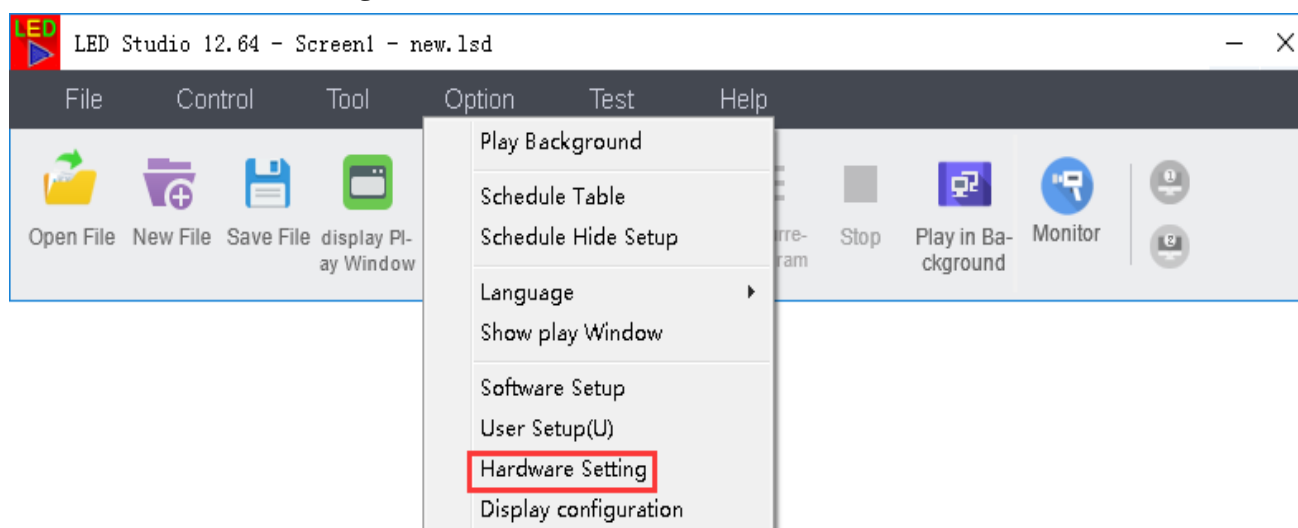 LED
LED Studio 12.64 - Screen1 - new.lsd
File Control Tool Option Test Help
Play Background
Schedule Table
Schedule Hide Setup
Language
Show play Window
Software Setup
User Setup(U)
Hardware Setting
Display configuration
Open File
New File
Save File
display Pl-
ay Window
Stop
Play in Ba-
ckground
Monitor
1
2